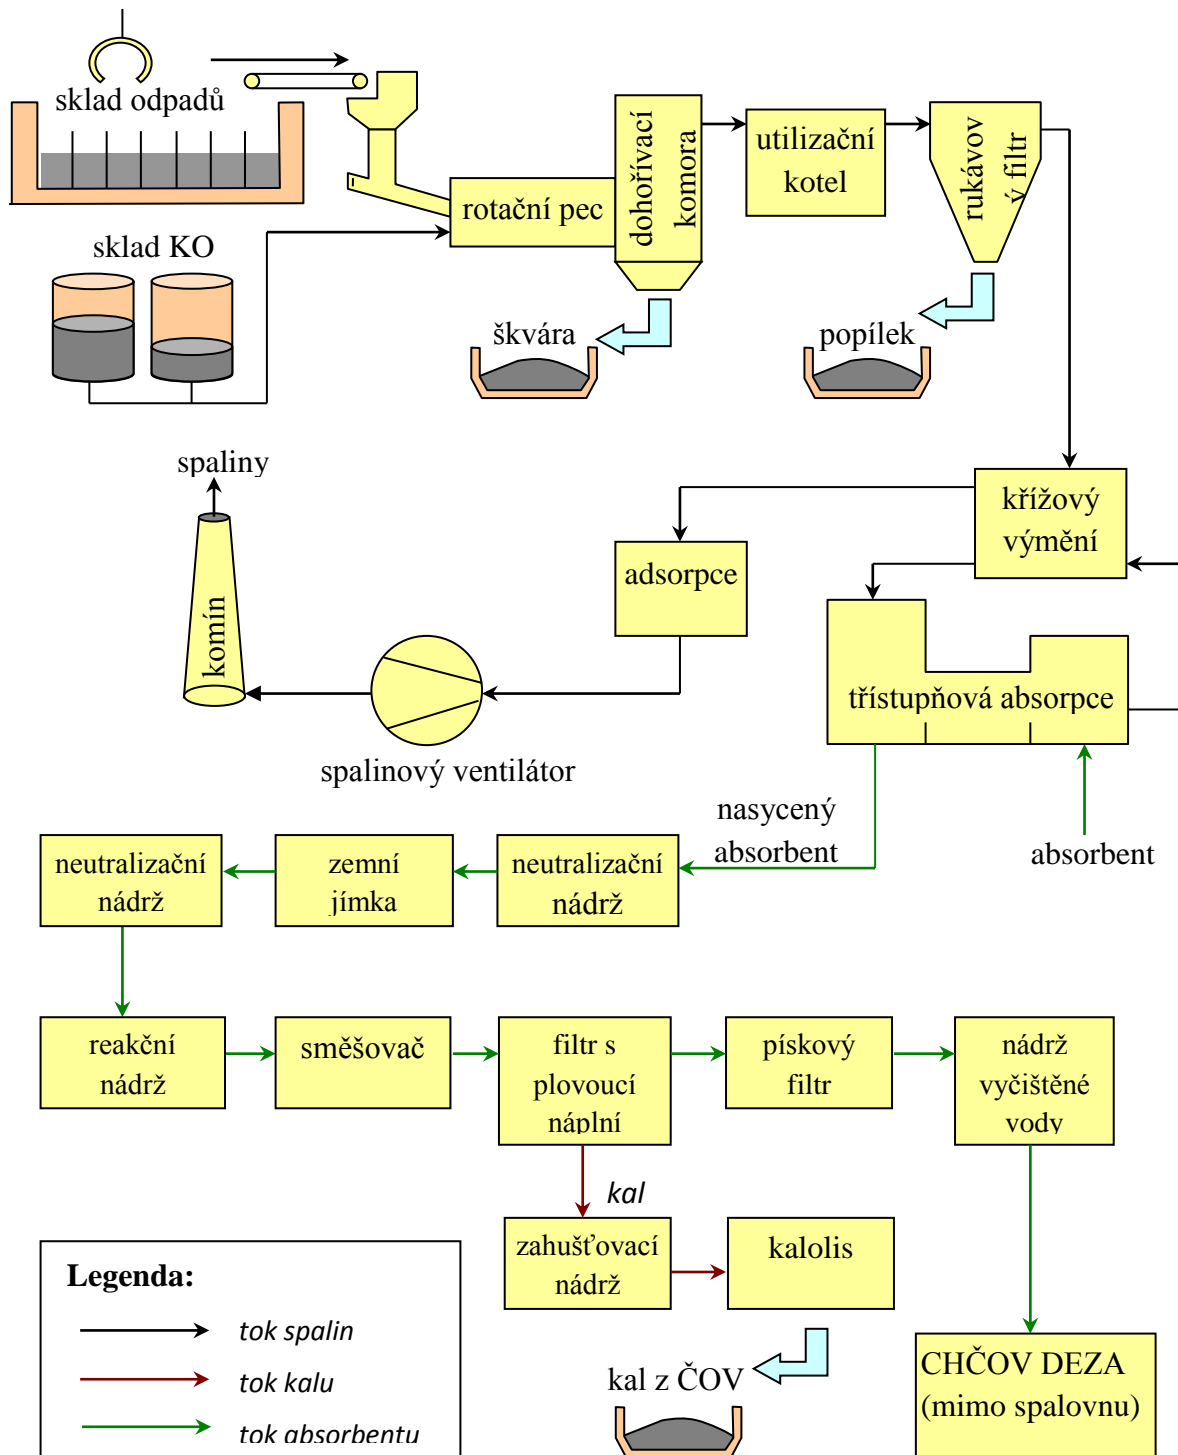 sklad odpadů
sklad KO
rotační pec
dohořívací
komora
utilizační
kotel
rukávov
ý filtr
škvára
popílek
spaliny
komín
křížový
výmění
adsorpce
třístupňová absorpce
spalinový ventilátor
nasycený
absorbent
absorbent
neutralizační
nádrž
zemní
jímka
neutralizační
nádrž
reakční
nádrž
směšovač
filtr s
plovoucí
náplní
pískový
filtr
nádrž
vyčištěné
vody
kal
zahušťovací
nádrž
kalolis
kal z ČOV
CHČOV DEZA
(mimo spalovnu)
Legenda:
tok spalin
tok kalu
tok absorbentu